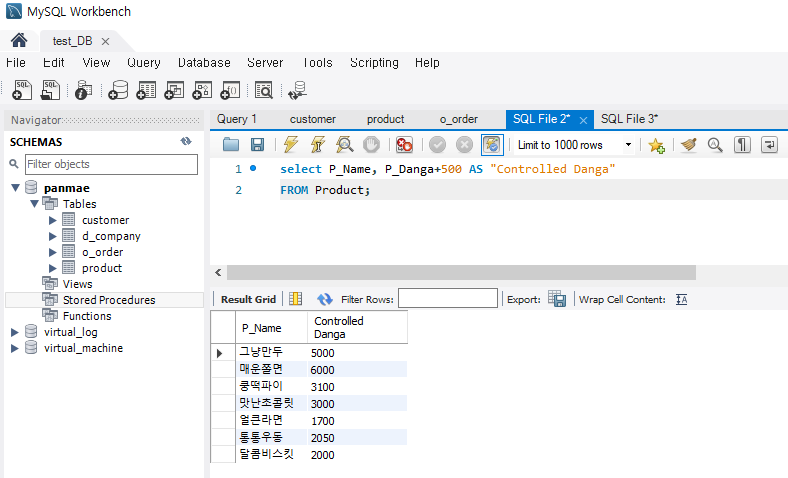 MySQL Workbench
test_DB
File Edit View Query Database Server Tools Scripting Help
Navigator
SCHEMAS
Filter objects
panmae
Tables
customer
d_company
o_order
product
Views
Stored Procedures
Functions
virtual_log
virtual_machine
Query 1 customer product o_order SQL File 2* SQL File 3*
Limit to 1000 rows
1 select P_Name, P_Danga+500 AS "Controlled Danga"
2 FROM Product;
Result Grid Filter Rows: Export: Wrap Cell Content:
P_Name Controlled
Danga
그냥만두 5000
매운쫄면 6000
쿵떡파이 3100
맛난초콜릿 3000
얼큰라면 1700
통통우동 2050
달콤비스킷 2000